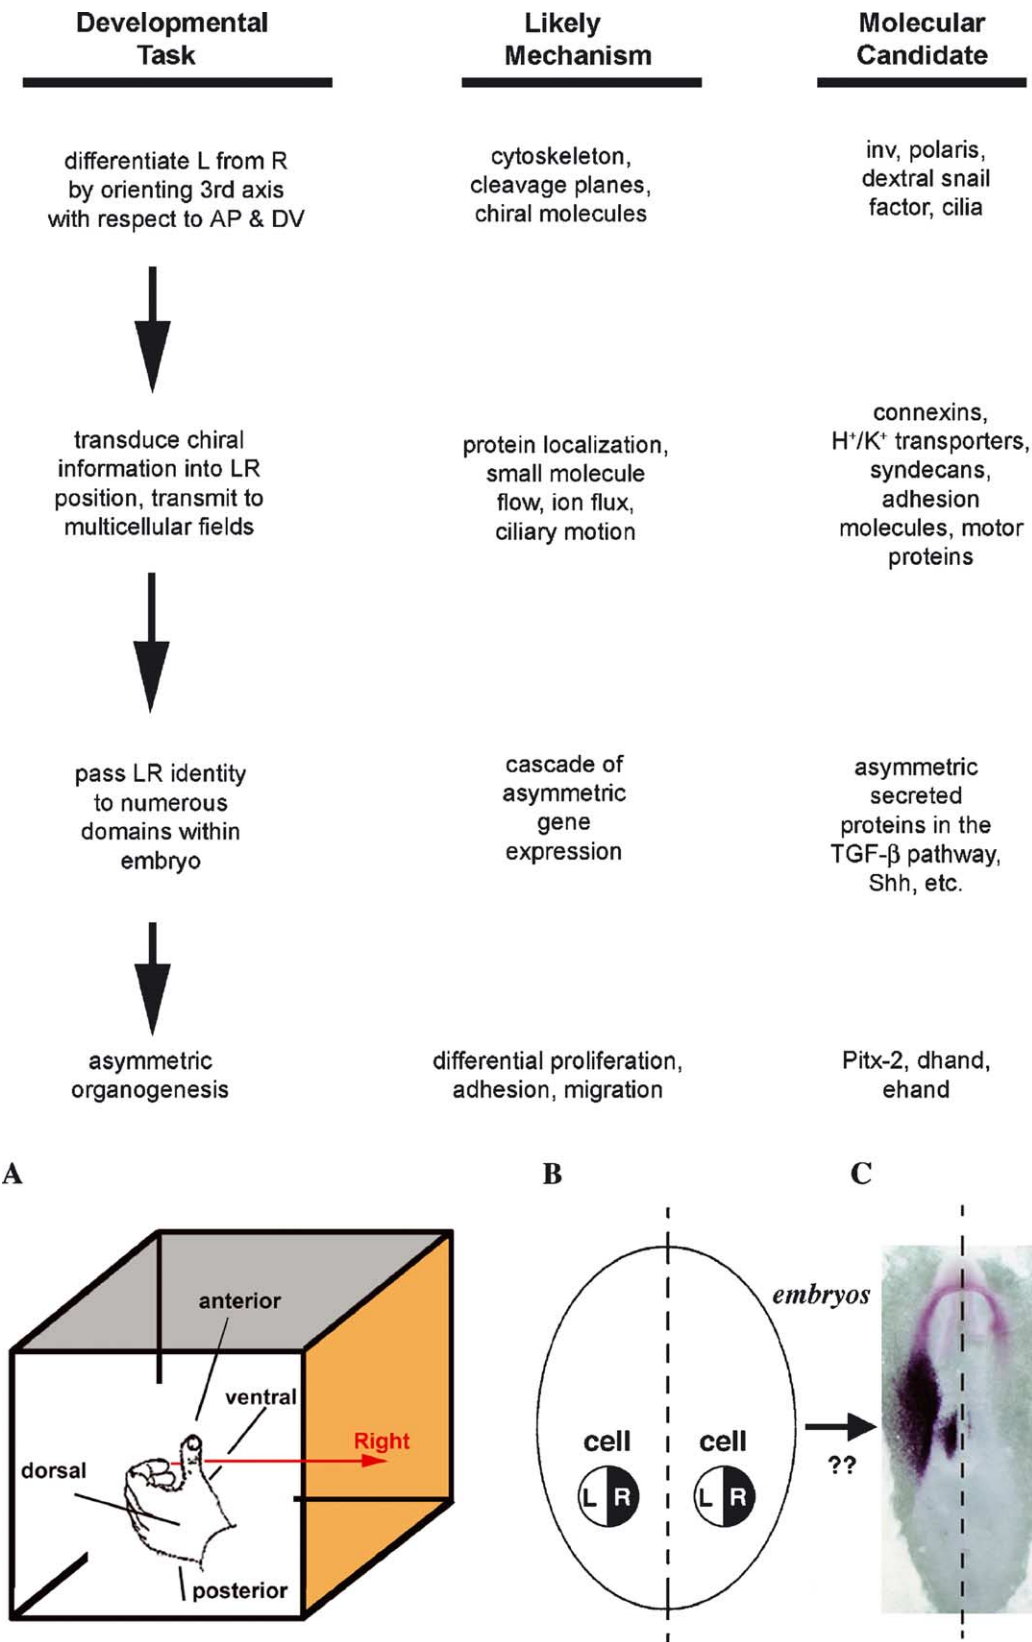 Developmental
Task
Likely
Mechanism
Molecular
Candidate
differentiate L from R
by orienting 3rd axis
with respect to AP & DV
cytoskeleton,
cleavage planes,
chiral molecules
inv, polaris,
dextral snail
factor, cilia
transduce chiral
information into LR
position, transmit to
multicellular fields
protein localization,
small molecule
flow, ion flux,
ciliary motion
connexins,
H⁺/K⁺ transporters,
syndecans,
adhesion
molecules, motor
proteins
pass LR identity
to numerous
domains within
embryo
cascade of
asymmetric
gene
expression
asymmetric
secreted
proteins in the
TGF-β pathway,
Shh, etc.
asymmetric
organogenesis
differential proliferation,
adhesion, migration
Pitx-2, dhand,
ehand
A
anterior
ventral
Right
dorsal
posterior
B
cell
L R
cell
L R
embryos
??
C